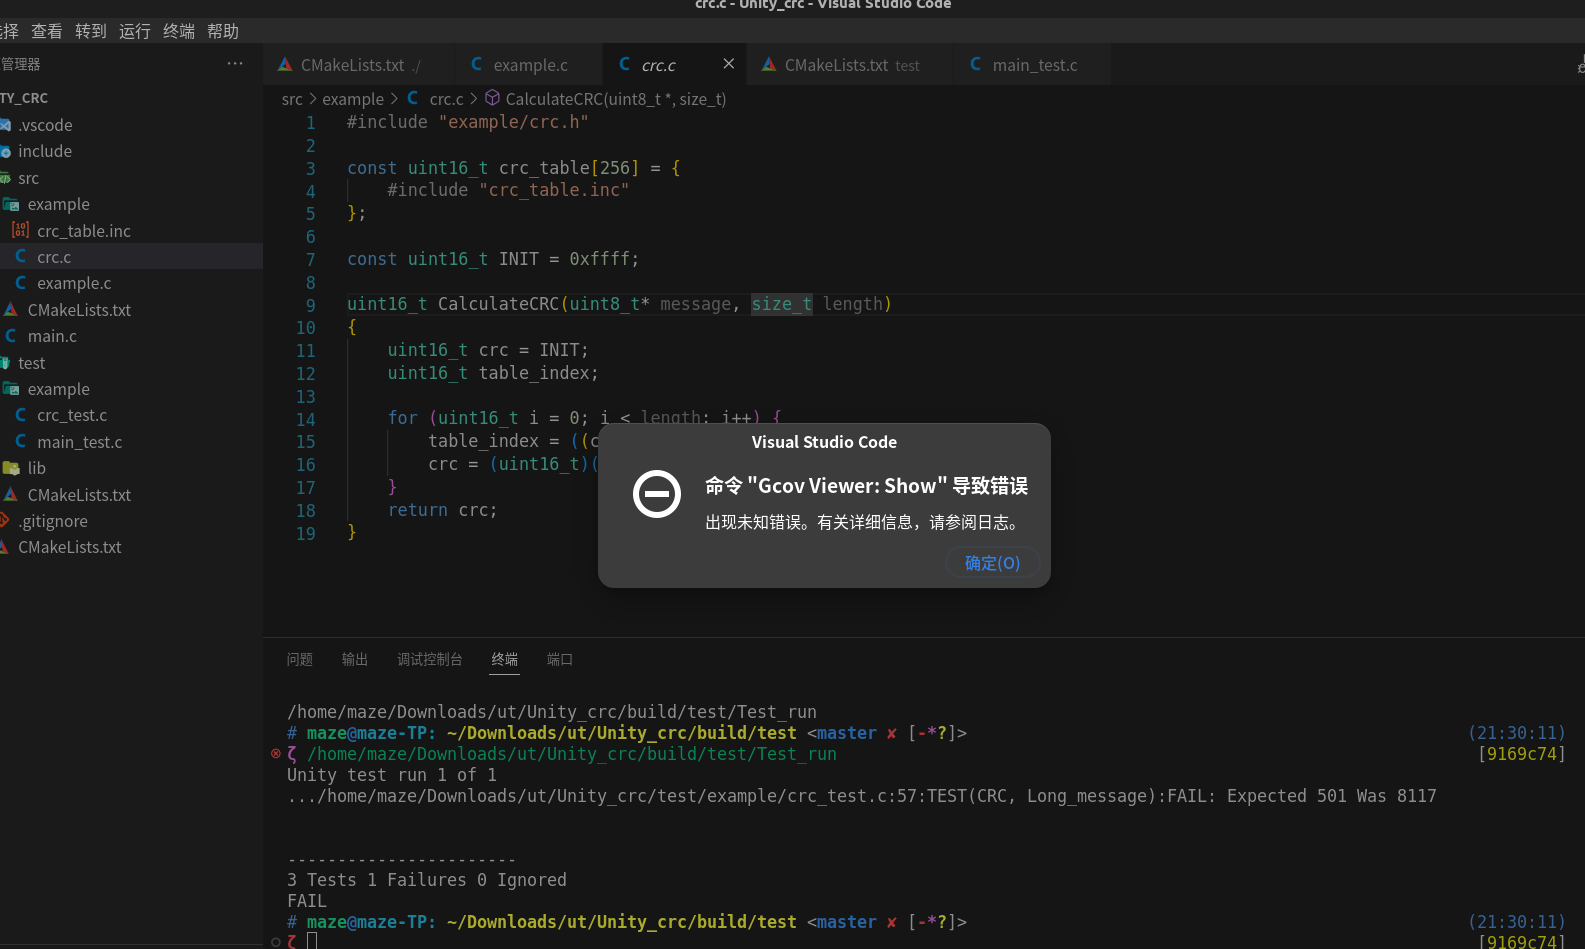 crc.c - Unity_crc - Visual Studio Code
选择 查看 转到 运行 终端 帮助
管理器 ···
CMakeLists.txt ./ example.c crc.c CMakeLists.txt test main_test.c
TY_CRC
.vscode
include
src
example
crc_table.inc
crc.c
example.c
CMakeLists.txt
main.c
test
example
crc_test.c
main_test.c
lib
CMakeLists.txt
.gitignore
CMakeLists.txt
src > example > C crc.c > CalculateCRC(uint8_t *, size_t)
1 #include "example/crc.h"
2
3 const uint16_t crc_table[256] = {
4     #include "crc_table.inc"
5 };
6
7 const uint16_t INIT = 0xffff;
8
9 uint16_t CalculateCRC(uint8_t* message, size_t length)
10 {
11     uint16_t crc = INIT;
12     uint16_t table_index;
13
14     for (uint16_t i = 0; i < length; i++) {
15         table_index = ((c
16         crc = (uint16_t)(
17     }
18     return crc;
19 }
Visual Studio Code
命令 "Gcov Viewer: Show" 导致错误
出现未知错误。有关详细信息，请参阅日志。
确定(O)
问题 输出 调试控制台 终端 端口
/home/maze/Downloads/ut/Unity_crc/build/test/Test_run
# maze@maze-TP: ~/Downloads/ut/Unity_crc/build/test <master ✘ [-*?]> (21:30:11)
ζ /home/maze/Downloads/ut/Unity_crc/build/test/Test_run [9169c74]
Unity test run 1 of 1
.../home/maze/Downloads/ut/Unity_crc/test/example/crc_test.c:57:TEST(CRC, Long_message):FAIL: Expected 501 Was 8117
-----------------------
3 Tests 1 Failures 0 Ignored
FAIL
# maze@maze-TP: ~/Downloads/ut/Unity_crc/build/test <master ✘ [-*?]> (21:30:11)
ζ [9169c74]